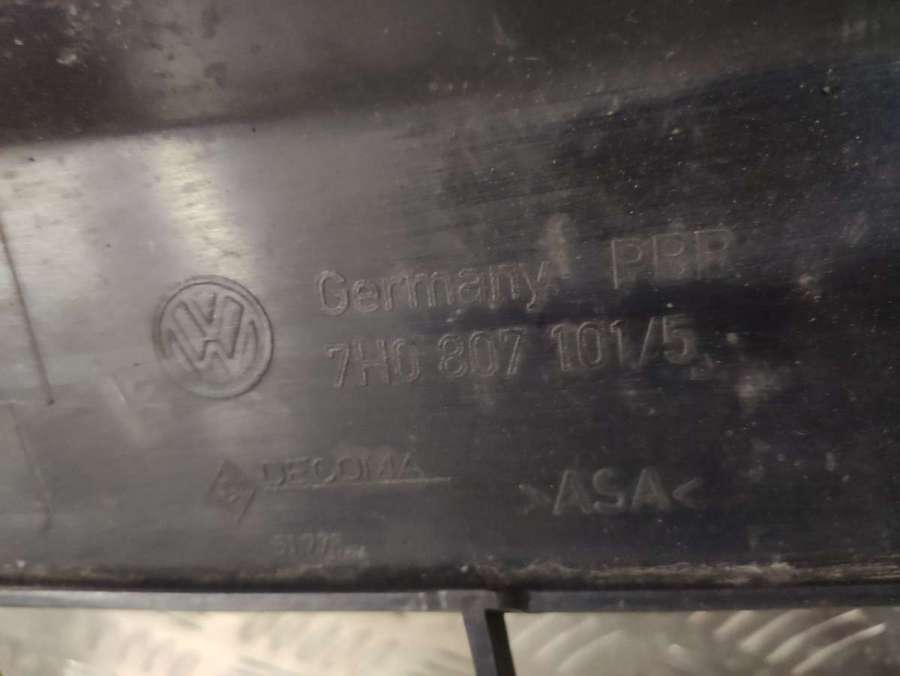 Germany PBR
7H0 807 101/5
DECOMA
>ASA<